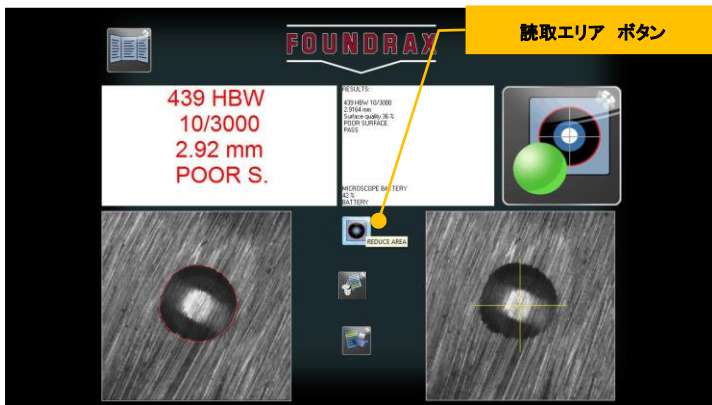 読取エリア ボタン
FOUNDRAX
439 HBW
10/3000
2.92 mm
POOR S.
RESULTS:
439 HBW 10/3000
2.9164 mm
Surface quality 36 %
POOR SURFACE
PASS
MICROSCOPE BATTERY
42 %
BATTERY
REDUCE AREA